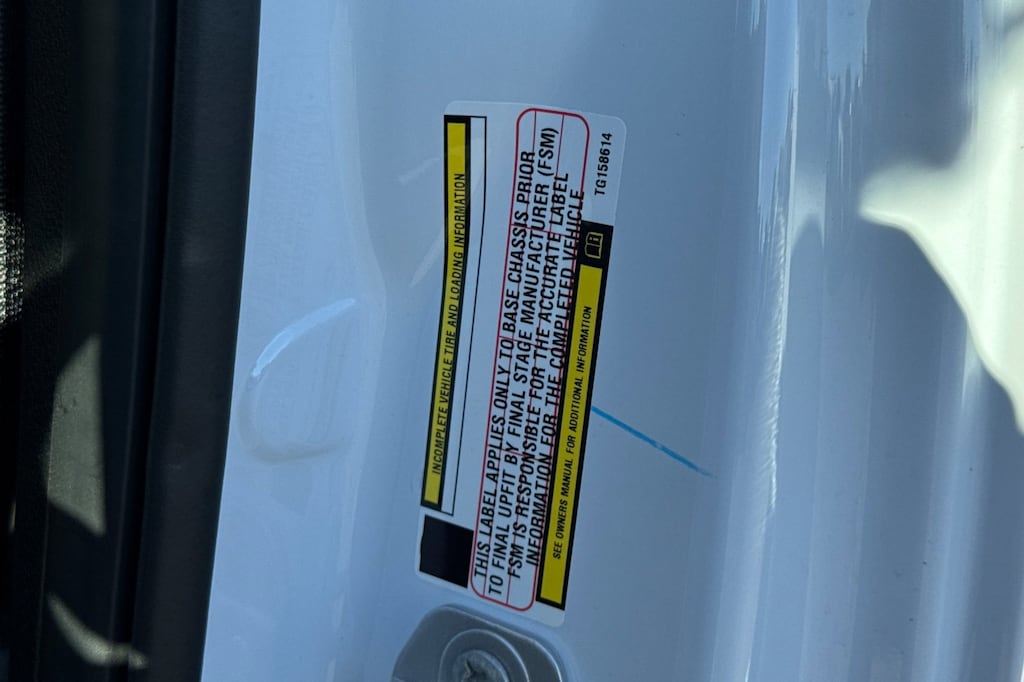 INCOMPLETE VEHICLE TIRE AND LOADING INFORMATION
THIS LABEL APPLIES ONLY TO BASE CHASSIS PRIOR
TO FINAL UPFIT BY FINAL STAGE MANUFACTURER (FSM)
FSM IS RESPONSIBLE FOR THE ACCURATE LABEL
INFORMATION FOR THE COMPLETED VEHICLE
SEE OWNERS MANUAL FOR ADDITIONAL INFORMATION
TG158614